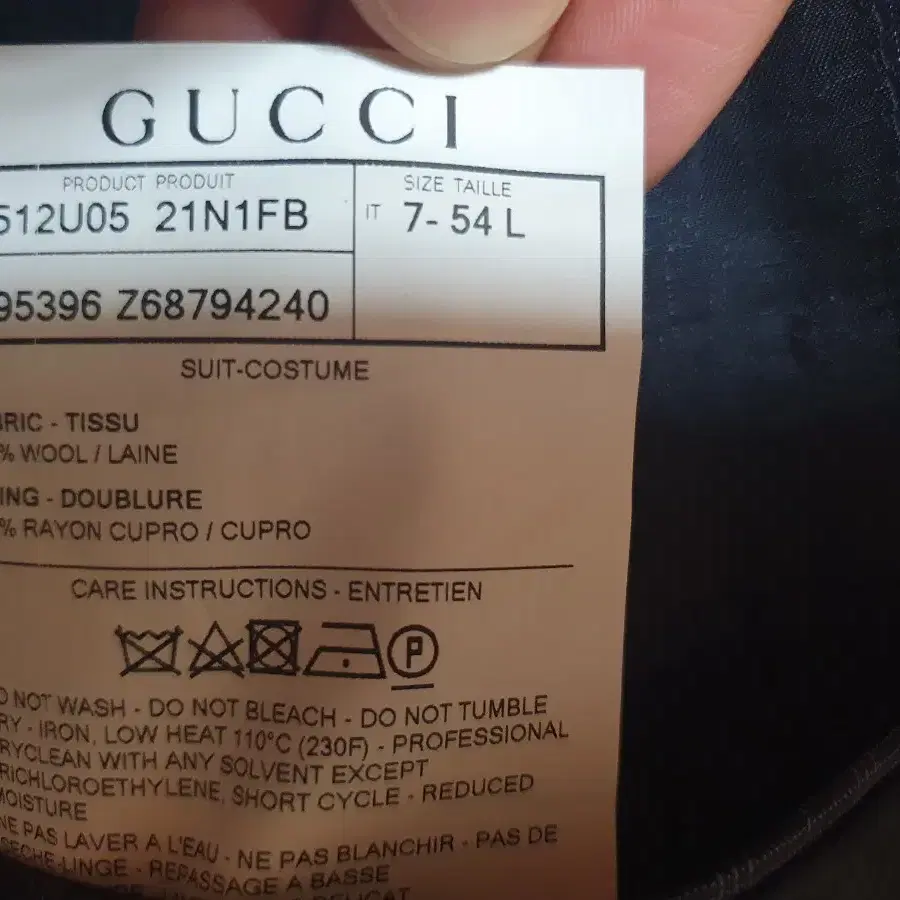 GUCCI
PRODUCT PRODUIT
512U05 21N1FB
SIZE TAILLE
IT 7- 54 L
95396 Z68794240
SUIT-COSTUME
BRIC - TISSU
% WOOL / LAINE
ING - DOUBLURE
% RAYON CUPRO / CUPRO
CARE INSTRUCTIONS - ENTRETIEN
P
O NOT WASH - DO NOT BLEACH - DO NOT TUMBLE
RY - IRON, LOW HEAT 110°C (230F) - PROFESSIONAL
RYCLEAN WITH ANY SOLVENT EXCEPT
RICHLOROETHYLENE, SHORT CYCLE - REDUCED
MOISTURE
NE PAS LAVER A L'EAU - NE PAS BLANCHIR - PAS DE
SECHE-LINGE - REPASSAGE A BASSE